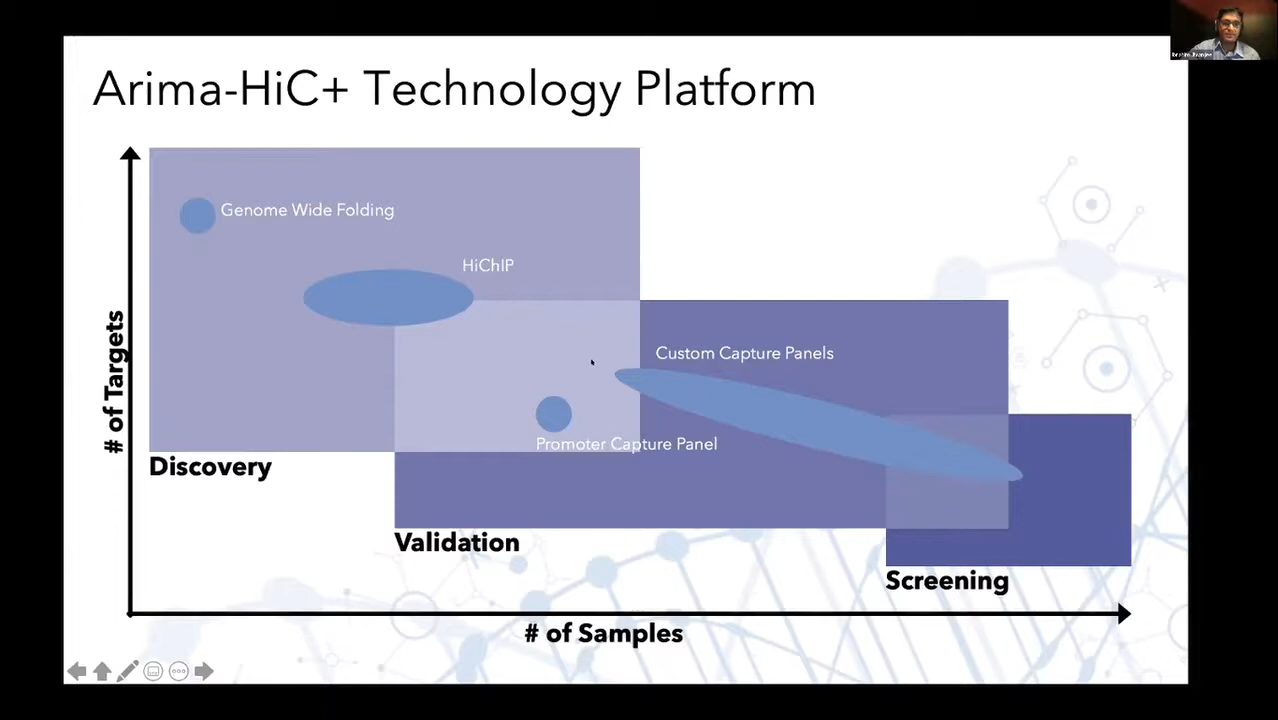 Arima-HiC+ Technology Platform
Genome Wide Folding
HiChIP
Custom Capture Panels
Promoter Capture Panel
# of Targets
Discovery
Validation
Screening
# of Samples